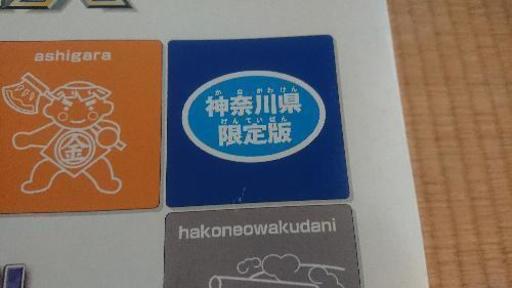 ashigara
金
かながわけん
神奈川県
げんていばん
限定版
hakoneowakudani